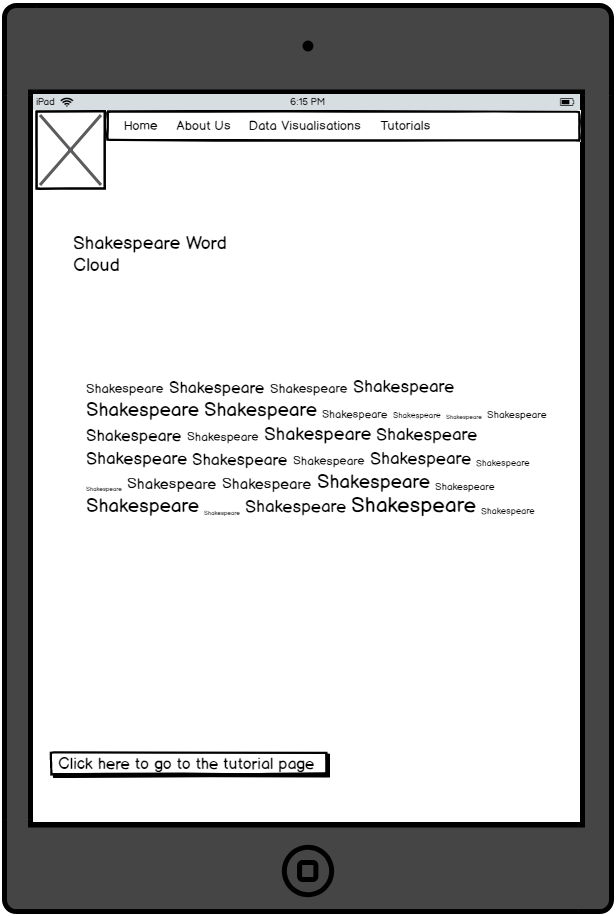 iPad 6:15 PM
Home About Us Data Visualisations Tutorials
Shakespeare Word
Cloud
Shakespeare Shakespeare Shakespeare Shakespeare
Shakespeare Shakespeare Shakespeare Shakespeare Shakespeare Shakespeare
Shakespeare Shakespeare Shakespeare Shakespeare
Shakespeare Shakespeare Shakespeare Shakespeare Shakespeare
Shakespeare Shakespeare Shakespeare Shakespeare Shakespeare
Shakespeare Shakespeare Shakespeare Shakespeare Shakespeare
Click here to go to the tutorial page